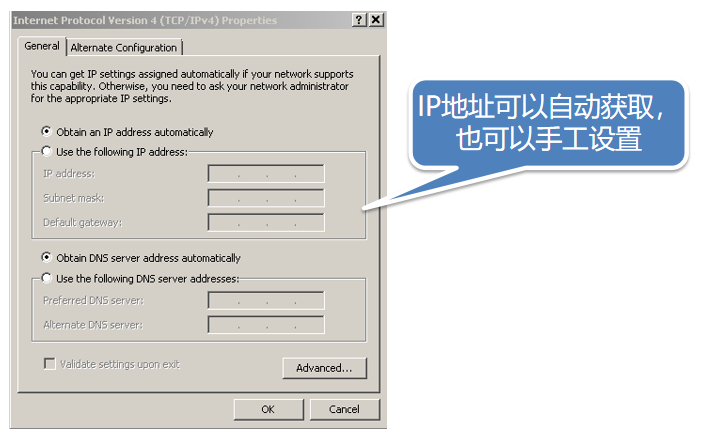 Internet Protocol Version 4 (TCP/IPv4) Properties
General
Alternate Configuration
You can get IP settings assigned automatically if your network supports
this capability. Otherwise, you need to ask your network administrator
for the appropriate IP settings.
Obtain an IP address automatically
Use the following IP address:
IP address:
Subnet mask:
Default gateway:
Obtain DNS server address automatically
Use the following DNS server addresses:
Preferred DNS server:
Alternate DNS server:
Validate settings upon exit
Advanced...
OK
Cancel
IP地址可以自动获取，
也可以手工设置